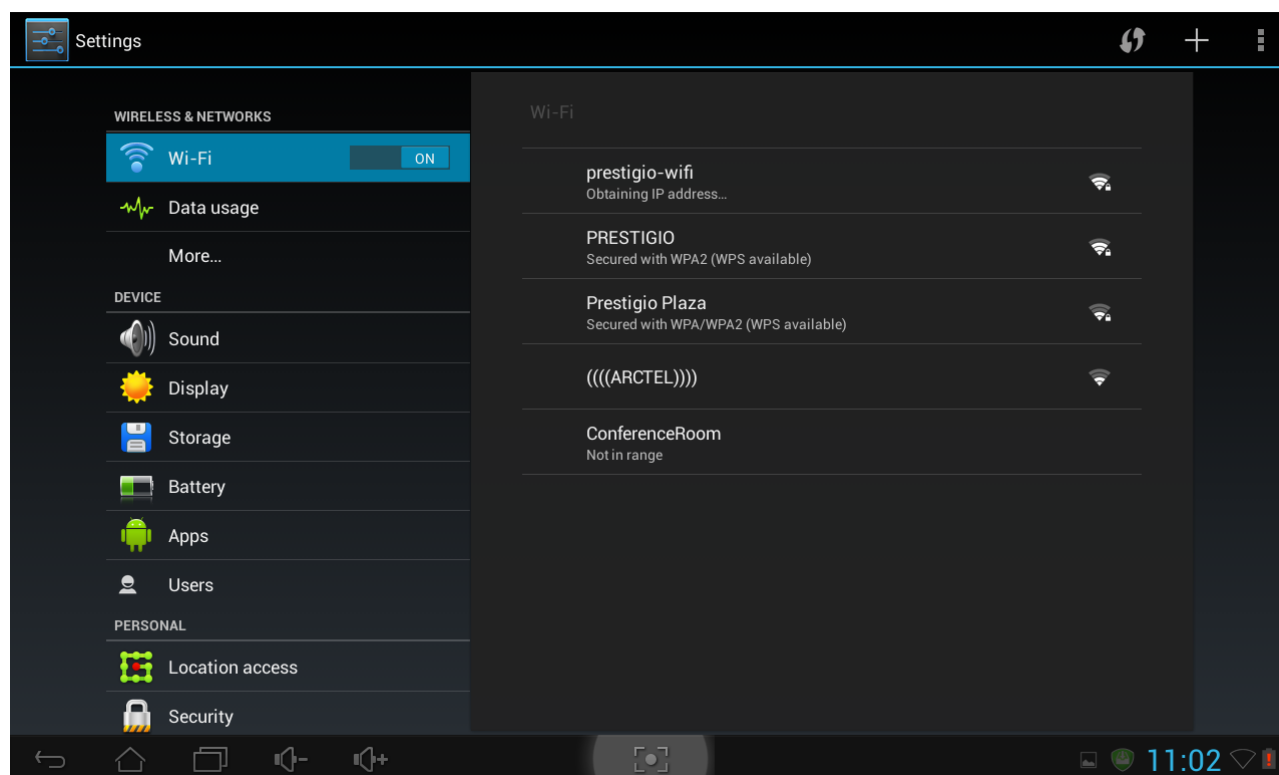 Settings
WIRELESS & NETWORKS
Wi-Fi
ON
Data usage
More...
DEVICE
Sound
Display
Storage
Battery
Apps
Users
PERSONAL
Location access
Security
Wi-Fi
prestigio-wifi
Obtaining IP address...
PRESTIGIO
Secured with WPA2 (WPS available)
Prestigio Plaza
Secured with WPA/WPA2 (WPS available)
((((ARCTEL))))
ConferenceRoom
Not in range
11:02